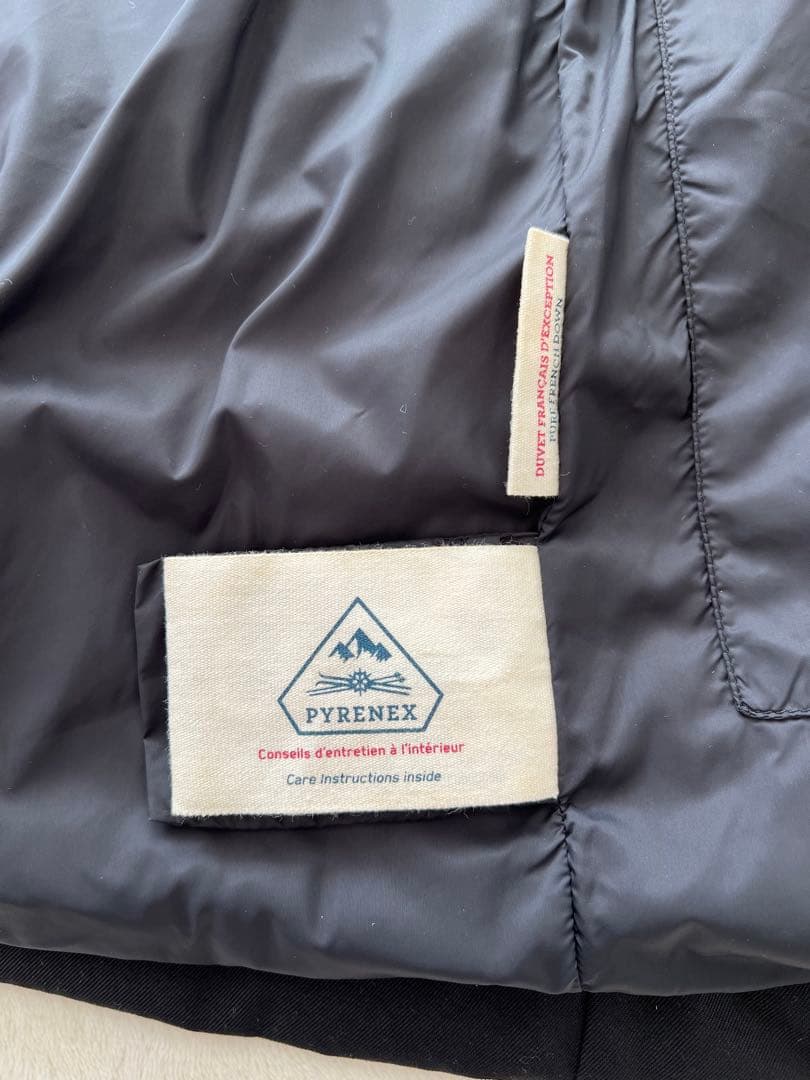 DUVET FRANÇAIS D'EXCEPTION
PURE FRENCH DOWN
PYRENEX
Conseils d'entretien à l'intérieur
Care Instructions inside